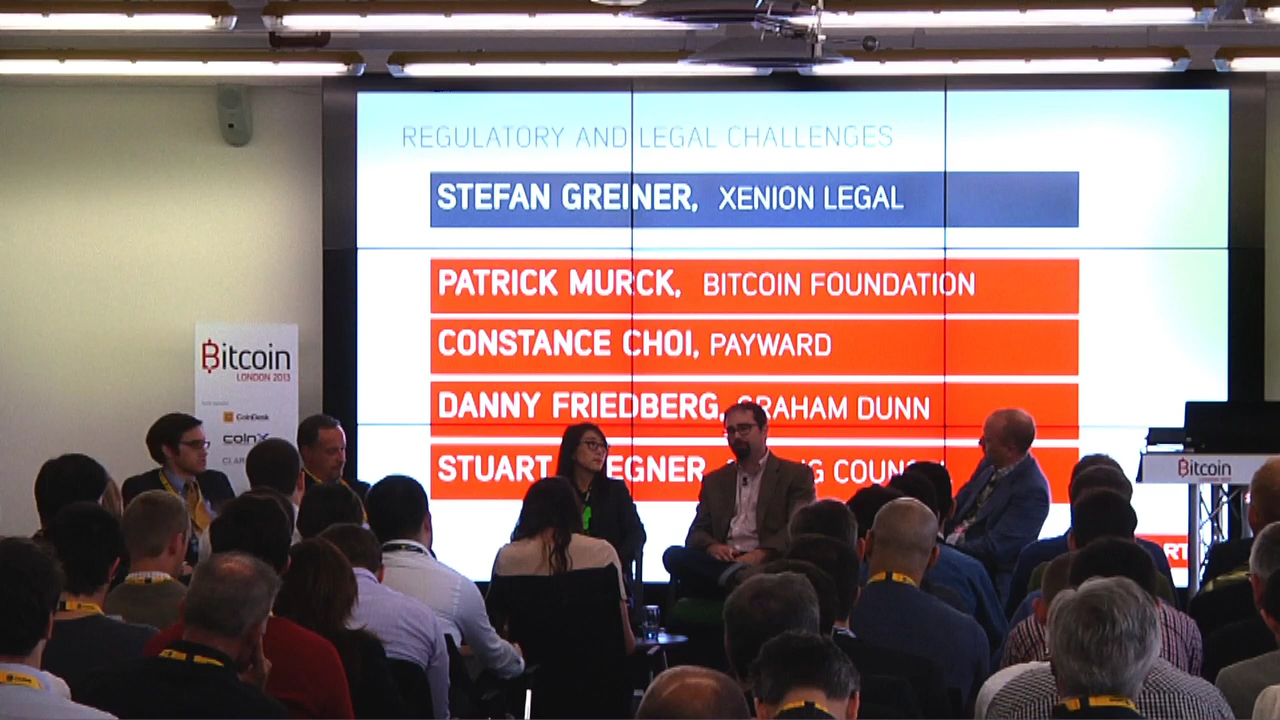 REGULATORY AND LEGAL CHALLENGES
STEFAN GREINER, XENION LEGAL
PATRICK MURCK, BITCOIN FOUNDATION
CONSTANCE CHOI, PAYWARD
DANNY FRIEDBERG, GRAHAM DUNN
STUART
Bitcoin
LONDON 2013
CoinDesk
coinX
Bitcoin